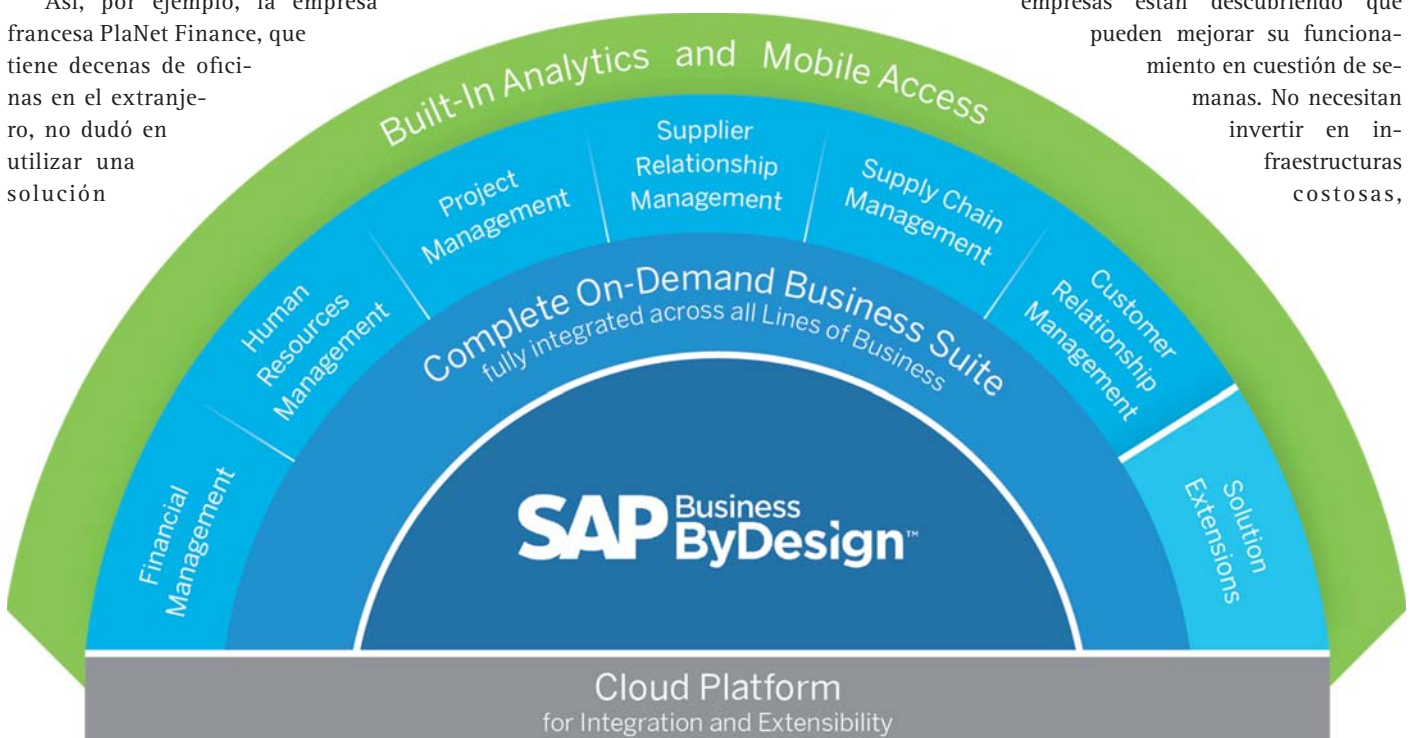 Así, por ejemplo, la empresa
francesa PlaNet Finance, que
tiene decenas de ofici-
nas en el extranje-
ro, no dudó en
utilizar una
solución
empresas están descubriendo que
pueden mejorar su funciona-
miento en cuestión de se-
manas. No necesitan
invertir en in-
fraestructuras
costosas,
Built-In Analytics and Mobile Access
Financial
Management
Human
Resources
Management
Project
Management
Supplier
Relationship
Management
Supply Chain
Management
Customer
Relationship
Management
Solution
Extensions
Complete On-Demand Business Suite
fully integrated across all Lines of Business
SAP Business
ByDesign™
Cloud Platform
for Integration and Extensibility